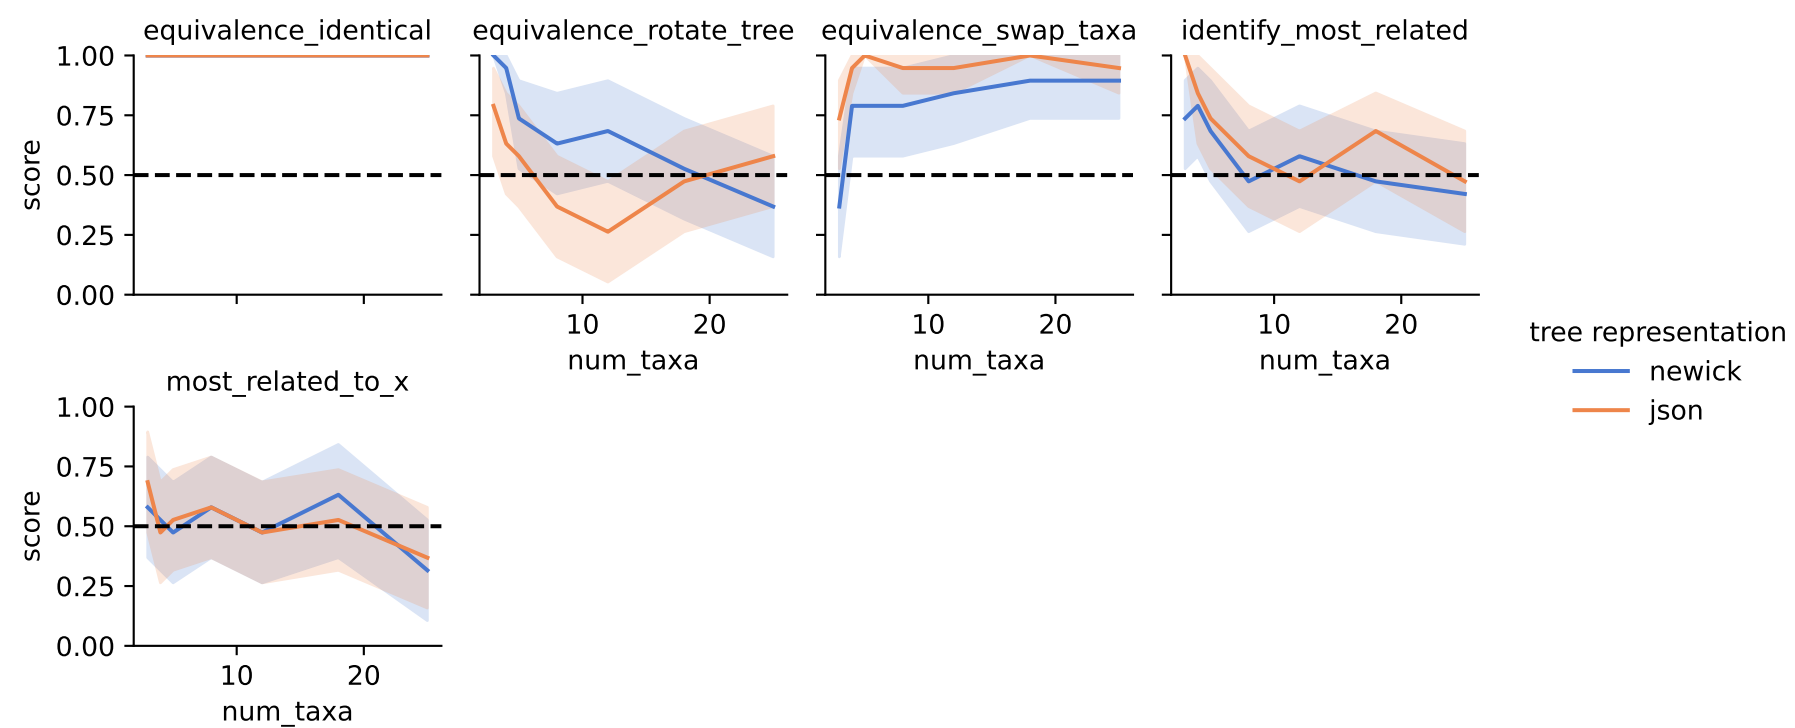 equivalence_identical
equivalence_rotate_tree
equivalence_swap_taxa
identify_most_related
1.00
0.75
0.50
0.25
0.00
score
10 20
num_taxa
10 20
num_taxa
10 20
num_taxa
tree representation
newick
json
most_related_to_x
1.00
0.75
0.50
0.25
0.00
score
10 20
num_taxa